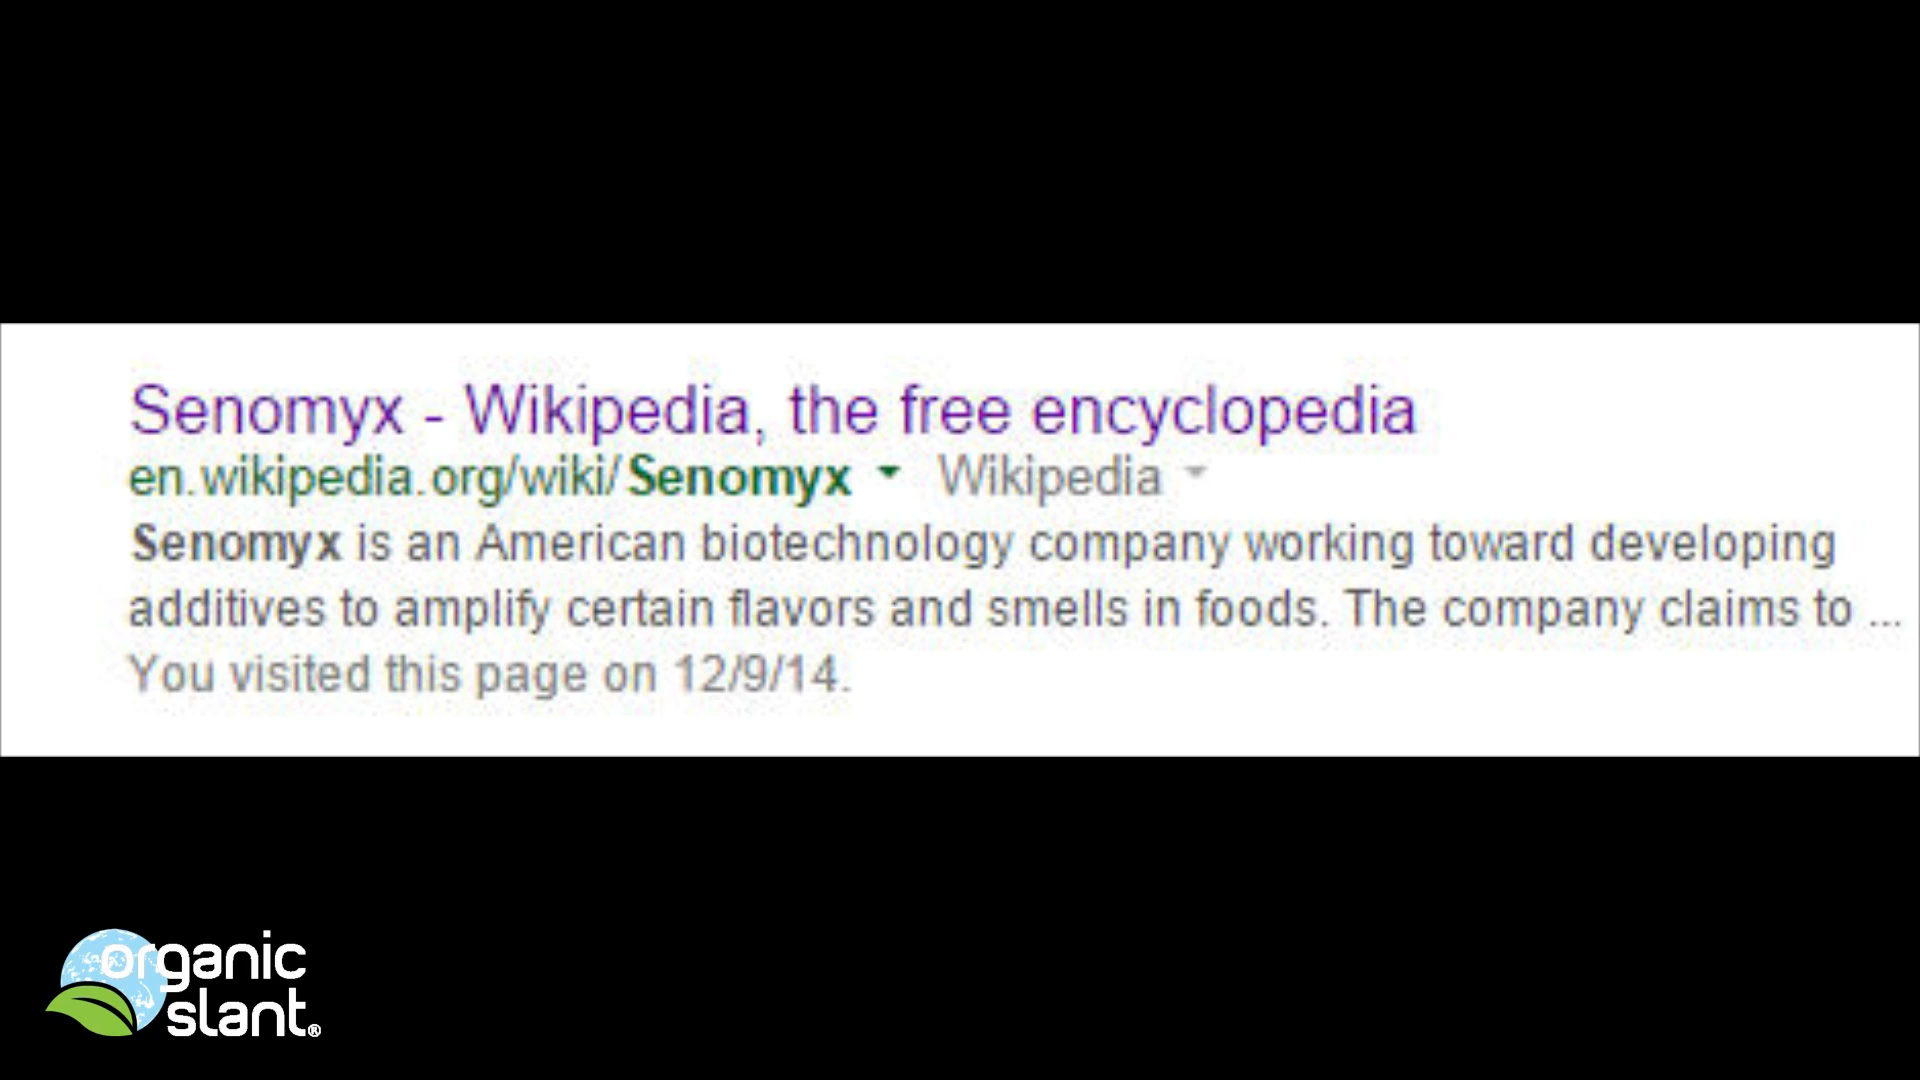 Senomyx - Wikipedia, the free encyclopedia
en.wikipedia.org/wiki/Senomyx Wikipedia
Senomyx is an American biotechnology company working toward developing
additives to amplify certain flavors and smells in foods. The company claims to ...
You visited this page on 12/9/14.
organic
slant®